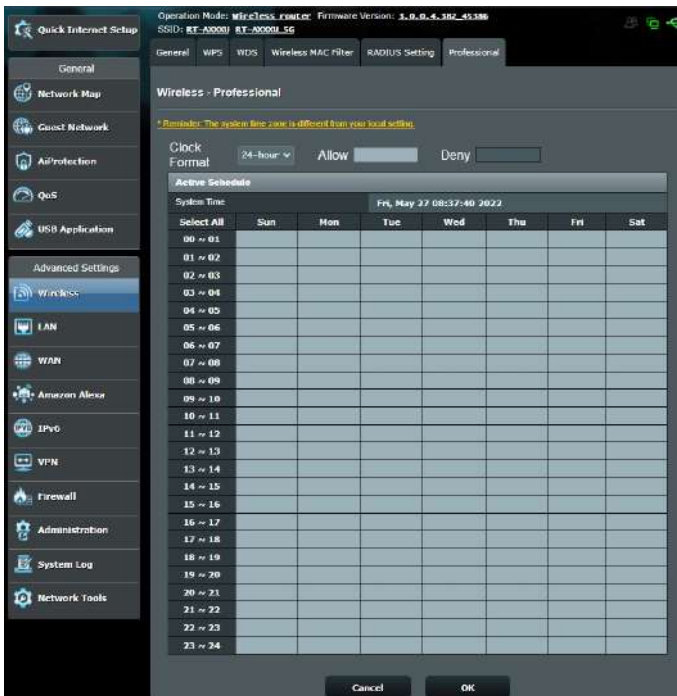 Quick Internet Setup
General
Network Map
Guest Network
AiProtection
QoS
USB Application
Advanced Settings
Wireless
LAN
WAN
Amazon Alexa
IPv6
VPN
Firewall
Administration
System Log
Network Tools
Operation Mode: Wireless router Firmware Version: 3.0.0.4.382_45386
SSID: RT-AXXXU RT-AXXXU_5G
General WPS WDS Wireless MAC Filter RADIUS Setting Professional
Wireless - Professional
* Reminder: The system time zone is different from your local setting.
Clock Format 24-hour Allow Deny
Active Schedule
System Time Fri, May 27 08:37:40 2022
Select All Sun Mon Tue Wed Thu Fri Sat
00 ~ 01
01 ~ 02
02 ~ 03
03 ~ 04
04 ~ 05
05 ~ 06
06 ~ 07
07 ~ 08
08 ~ 09
09 ~ 10
10 ~ 11
11 ~ 12
12 ~ 13
13 ~ 14
14 ~ 15
15 ~ 16
16 ~ 17
17 ~ 18
18 ~ 19
19 ~ 20
20 ~ 21
21 ~ 22
22 ~ 23
23 ~ 24
Cancel OK